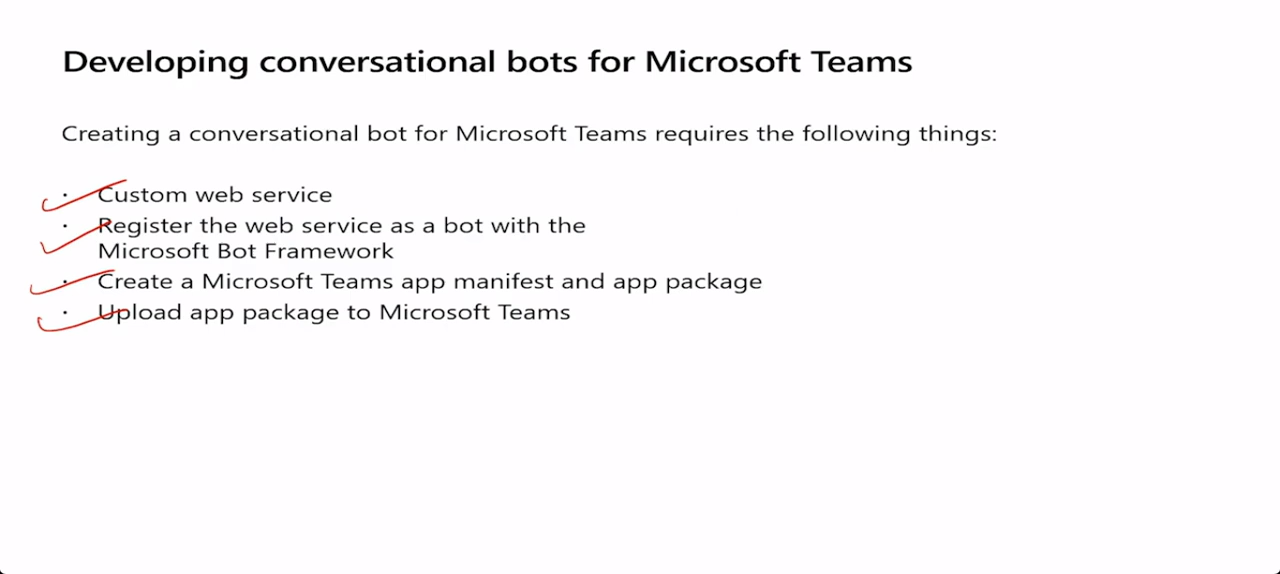 Developing conversational bots for Microsoft Teams
Creating a conversational bot for Microsoft Teams requires the following things:
· Custom web service
· Register the web service as a bot with the
Microsoft Bot Framework
· Create a Microsoft Teams app manifest and app package
· Upload app package to Microsoft Teams